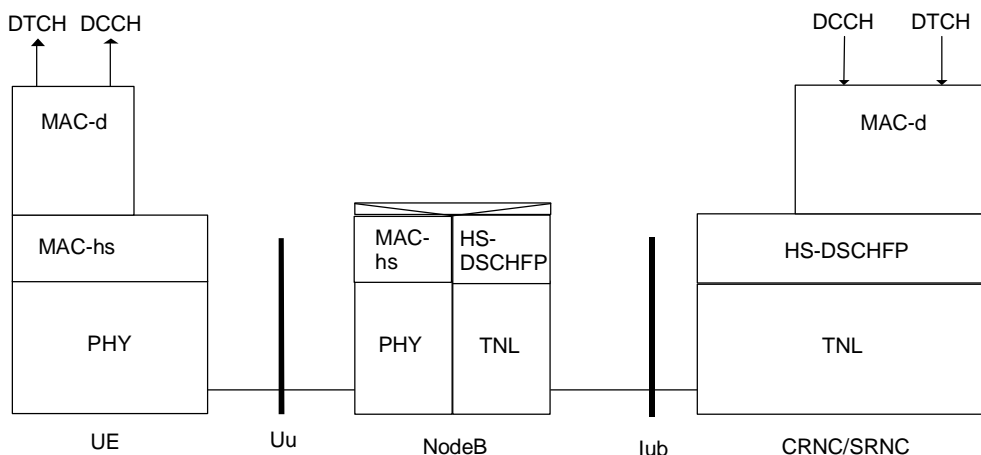 DTCH DCCH
DCCH DTCH
MAC-d
MAC-d
MAC-hs
MAC-
hs
HS-
DSCHFP
HS-DSCHFP
PHY
PHY
TNL
TNL
UE
Uu
NodeB
Iub
CRNC/SRNC